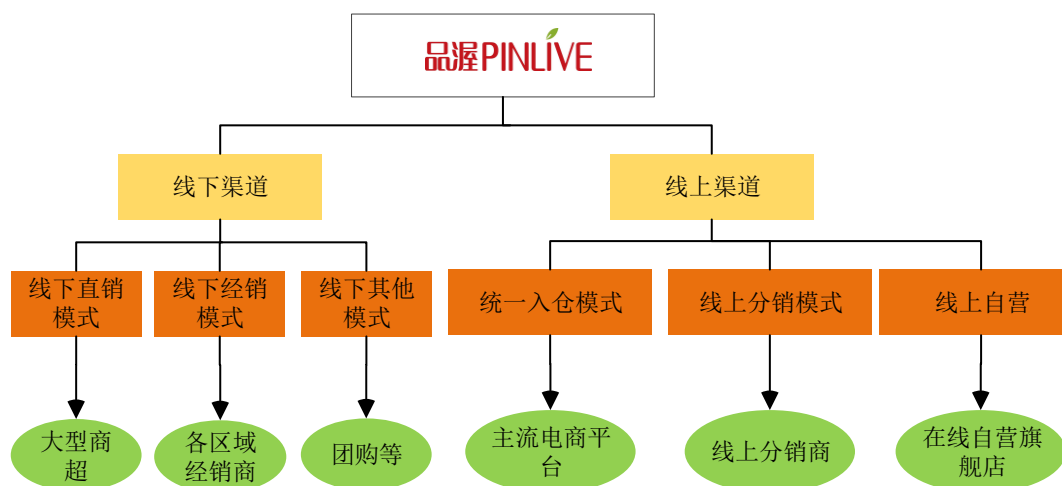 品渥PINLIVE
线下渠道
线上渠道
线下直销
模式
线下经销
模式
线下其他
模式
统一入仓模式
线上分销模式
线上自营
大型商
超
各区域
经销商
团购等
主流电商平
台
线上分销商
在线自营旗
舰店